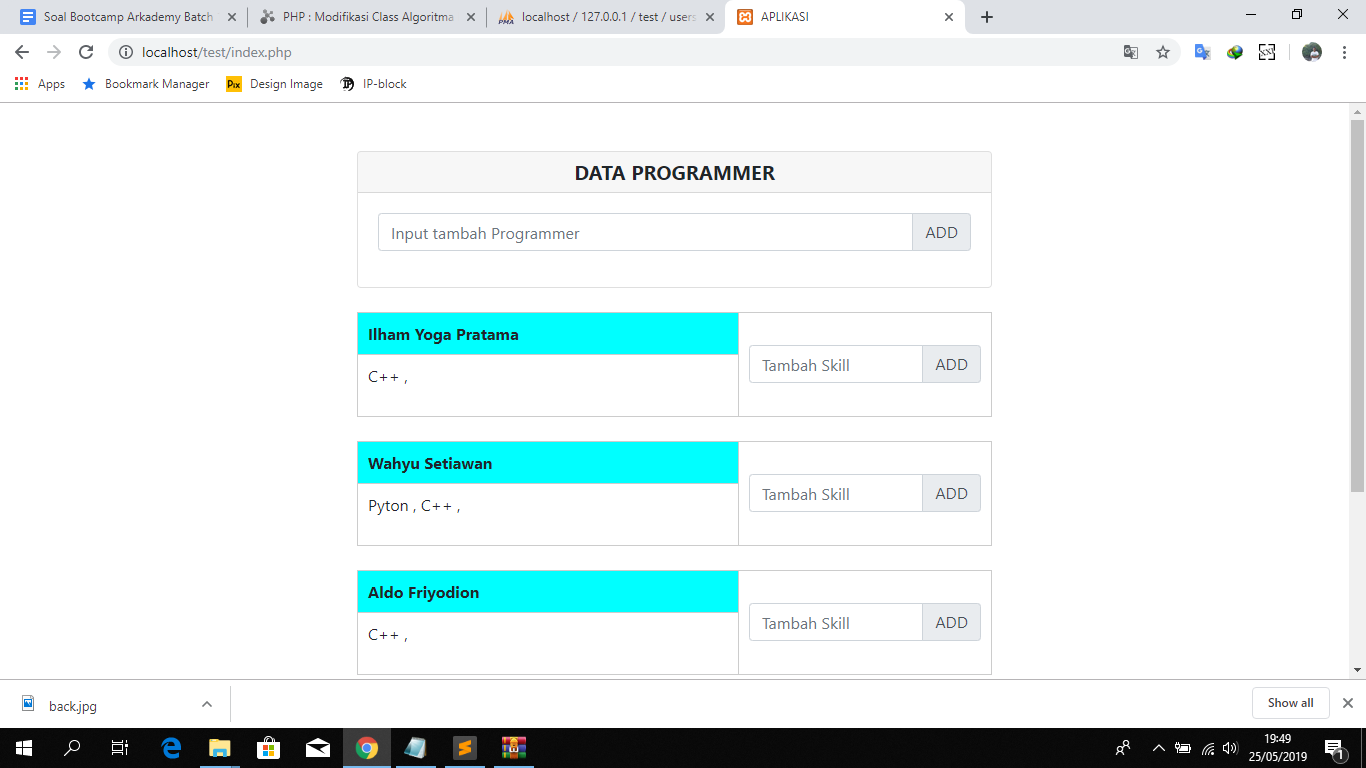 Soal Bootcamp Arkademy Batch
PHP : Modifikasi Class Algoritma
localhost / 127.0.0.1 / test / users
APLIKASI
localhost/test/index.php
Apps
Bookmark Manager
Pix
Design Image
IP-block
DATA PROGRAMMER
Input tambah Programmer
ADD
Ilham Yoga Pratama
C++ ,
Tambah Skill
ADD
Wahyu Setiawan
Pyton , C++ ,
Tambah Skill
ADD
Aldo Friyodion
C++ ,
Tambah Skill
ADD
back.jpg
Show all
19:49
25/05/2019
1